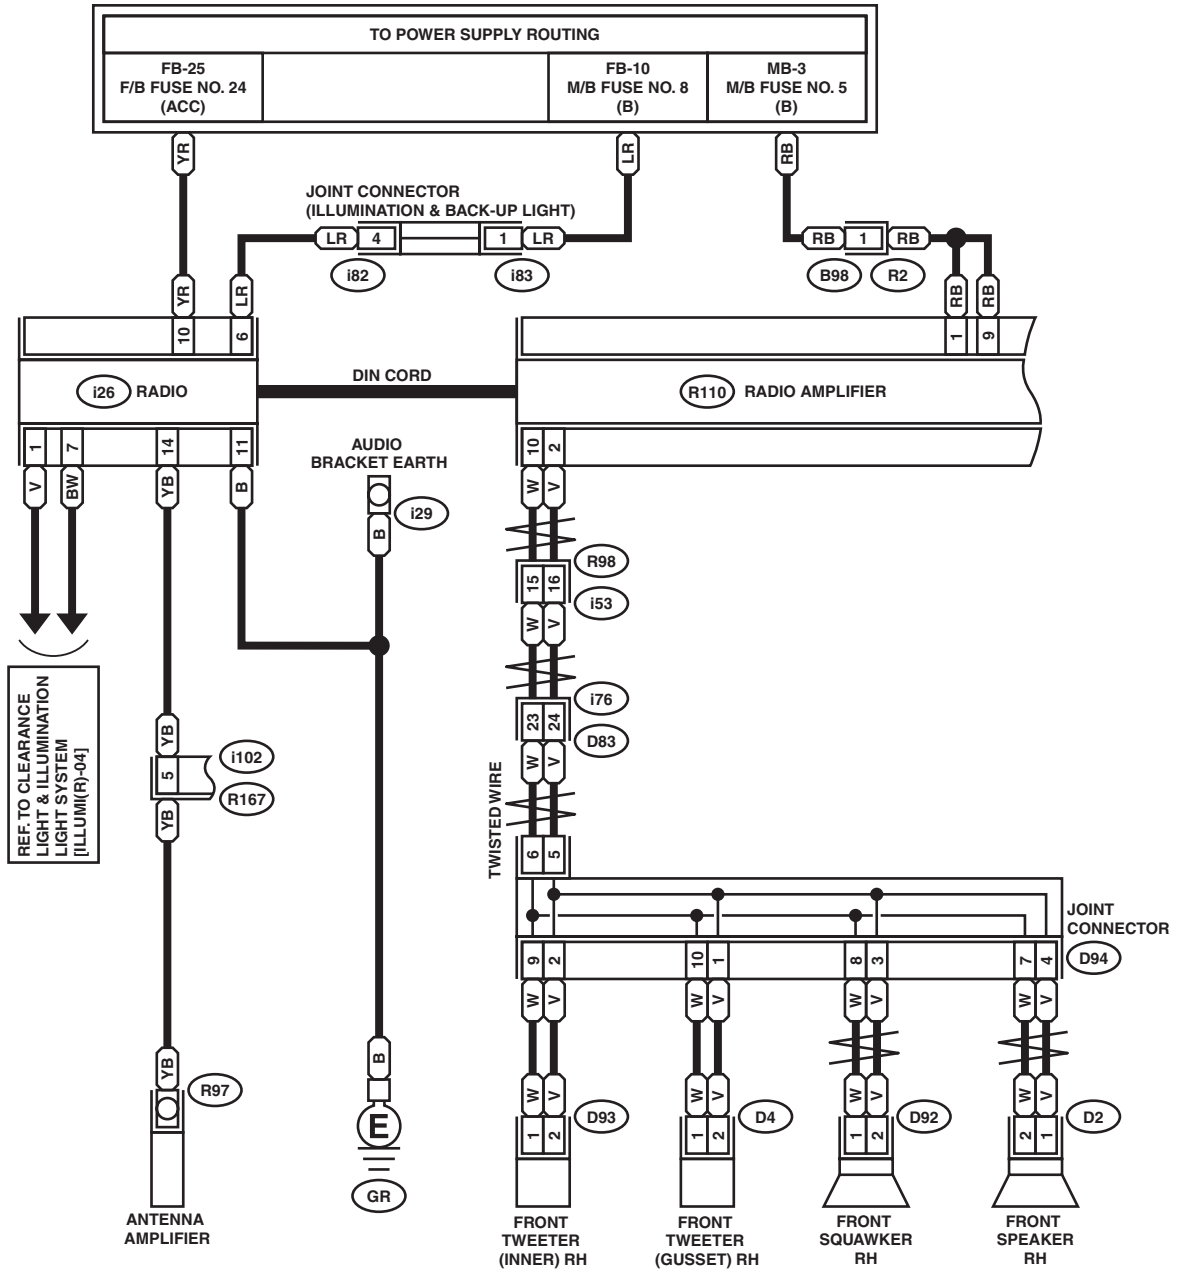 TO POWER SUPPLY ROUTING
FB-25
F/B FUSE NO. 24
(ACC)
FB-10
M/B FUSE NO. 8
(B)
MB-3
M/B FUSE NO. 5
(B)
YR
LR
RB
JOINT CONNECTOR
(ILLUMINATION & BACK-UP LIGHT)
LR 4 1 LR
RB 1 RB
i82 i83
B98 R2
YR LR
RB RB
10 6
1 9
i26 RADIO
DIN CORD
R110 RADIO AMPLIFIER
1 7 14 11
10 2
V BW YB B
W V
AUDIO
BRACKET EARTH
i29
B
R98
15 16
i53
W V
i76
23 24
D83
W V
REF. TO CLEARANCE
LIGHT & ILLUMINATION
LIGHT SYSTEM
[ILLUMI(R)-04]
YB
i102
5
R167
YB
TWISTED WIRE
6 5
JOINT
CONNECTOR
D94
9 2 10 1 8 3 7 4
W V W V W V W V
YB
B
W V W V W V W V
R97
D93 D4 D92 D2
1 2 1 2 1 2 2 1
E
GR
ANTENNA
AMPLIFIER
FRONT
TWEETER
(INNER) RH
FRONT
TWEETER
(GUSSET) RH
FRONT
SQUAWKER
RH
FRONT
SPEAKER
RH